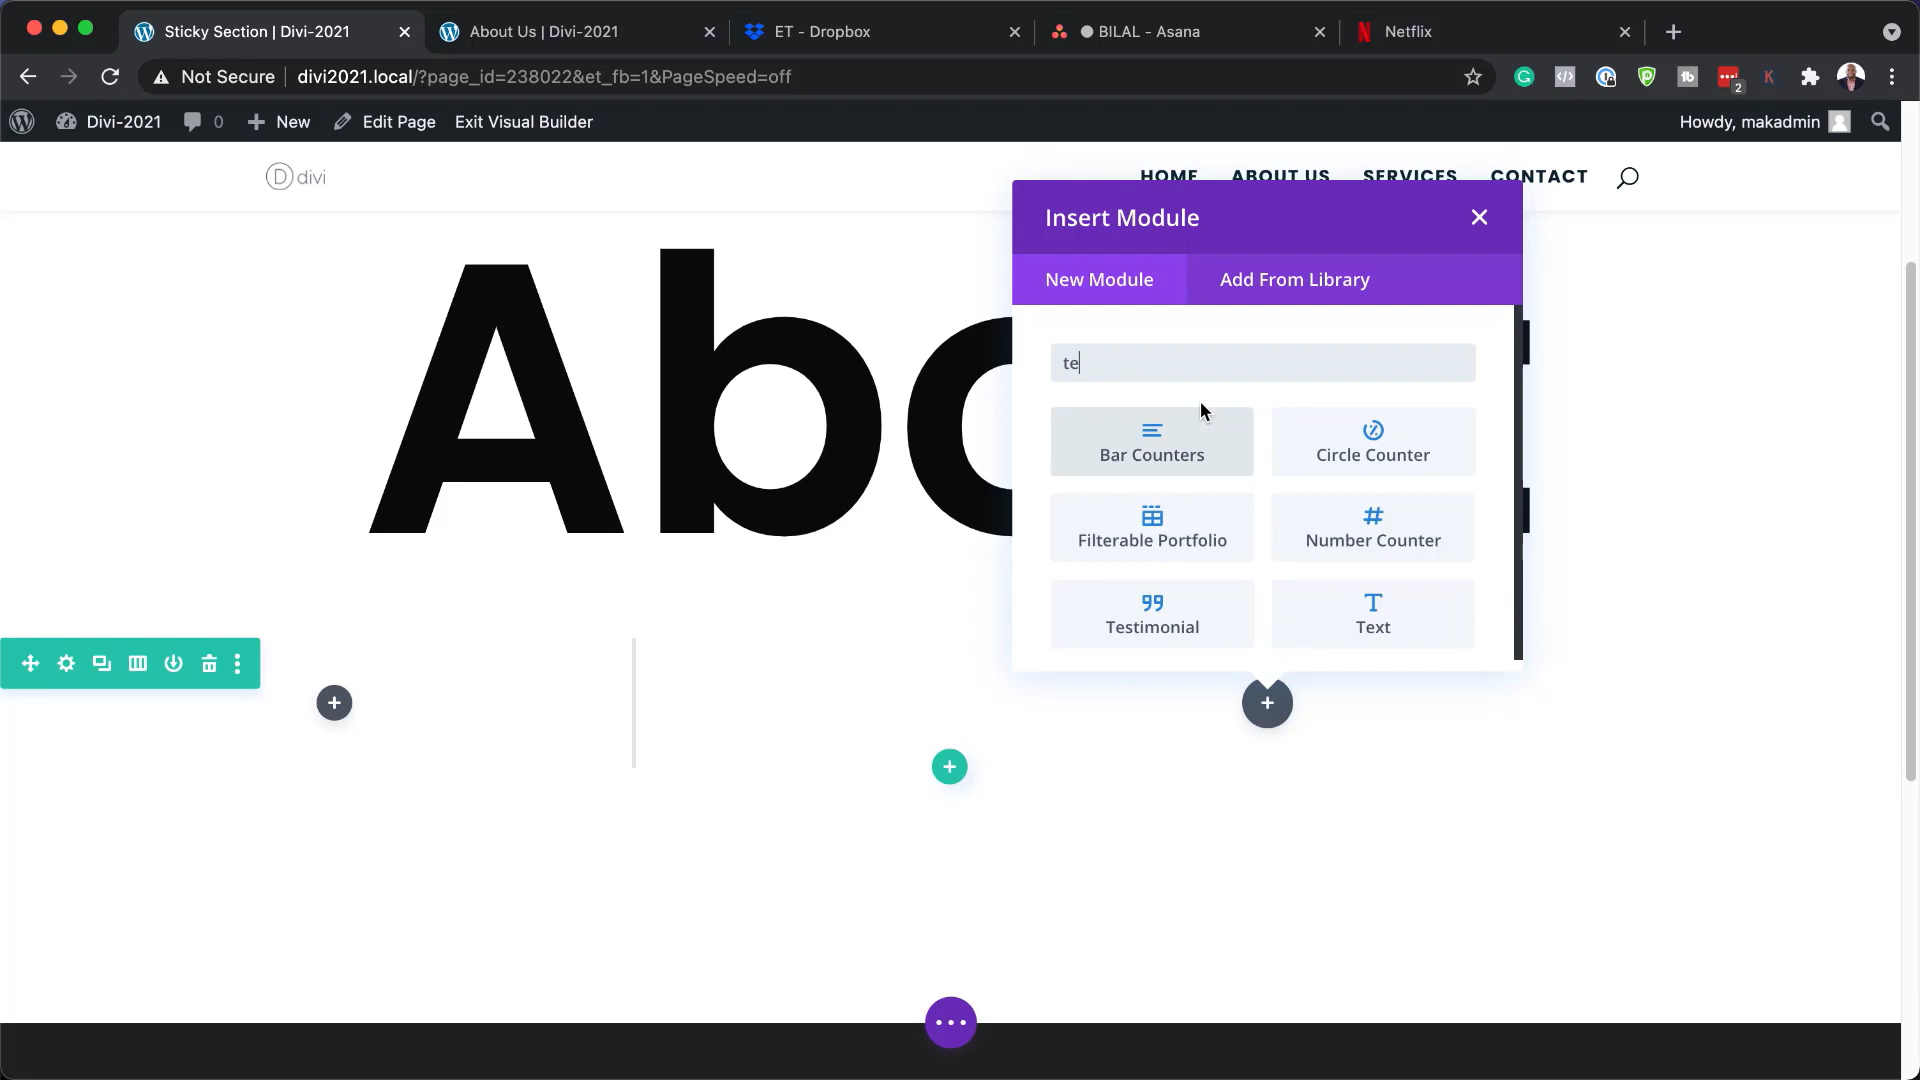 Sticky Section | Divi-2021
About Us | Divi-2021
ET - Dropbox
BILAL - Asana
Netflix
Not Secure
divi2021.local/?page_id=238022&et_fb=1&PageSpeed=off
2
Divi-2021
0
New
Edit Page
Exit Visual Builder
Howdy, makadmin
D divi
HOME
ABOUT US
SERVICES
CONTACT
Insert Module
New Module
Add From Library
te
Bar Counters
Circle Counter
Filterable Portfolio
Number Counter
Testimonial
Text